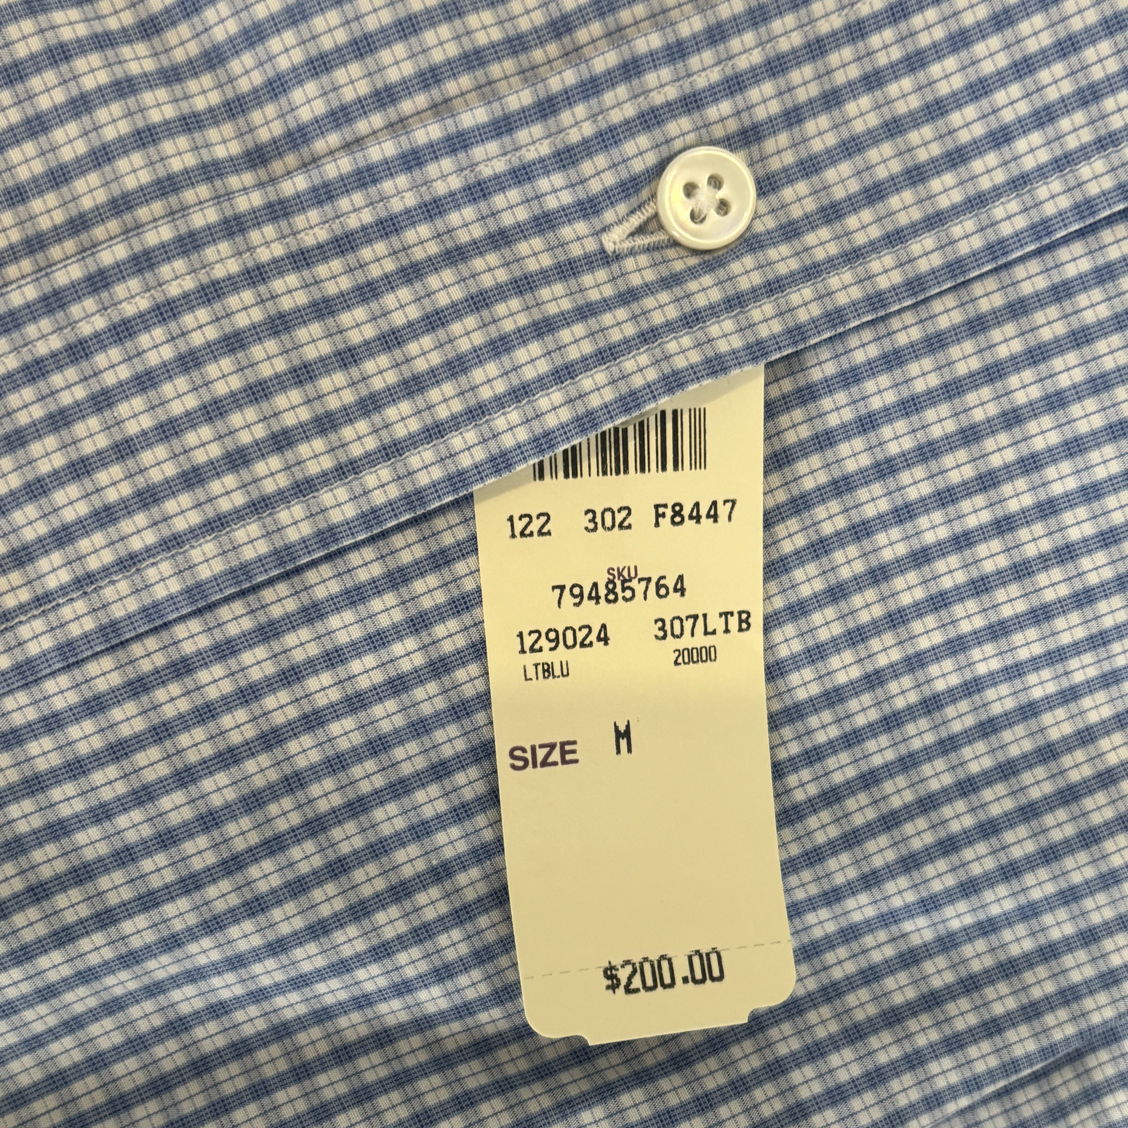 122 302 F8447
SKU
79485764
129024 307LTB
LTBLU 20000
SIZE M
$200.00